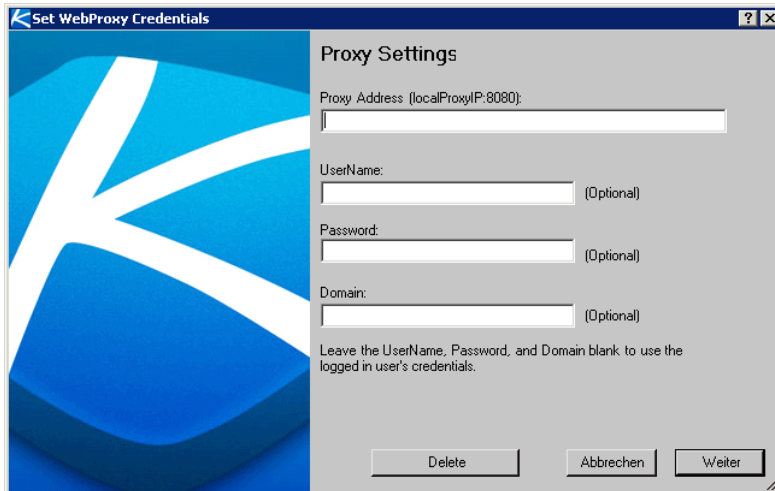 Set WebProxy Credentials
Proxy Settings
Proxy Address (localProxyIP:8080):
UserName:
(Optional)
Password:
(Optional)
Domain:
(Optional)
Leave the UserName, Password, and Domain blank to use the
logged in user's credentials.
Delete
Abbrechen
Weiter